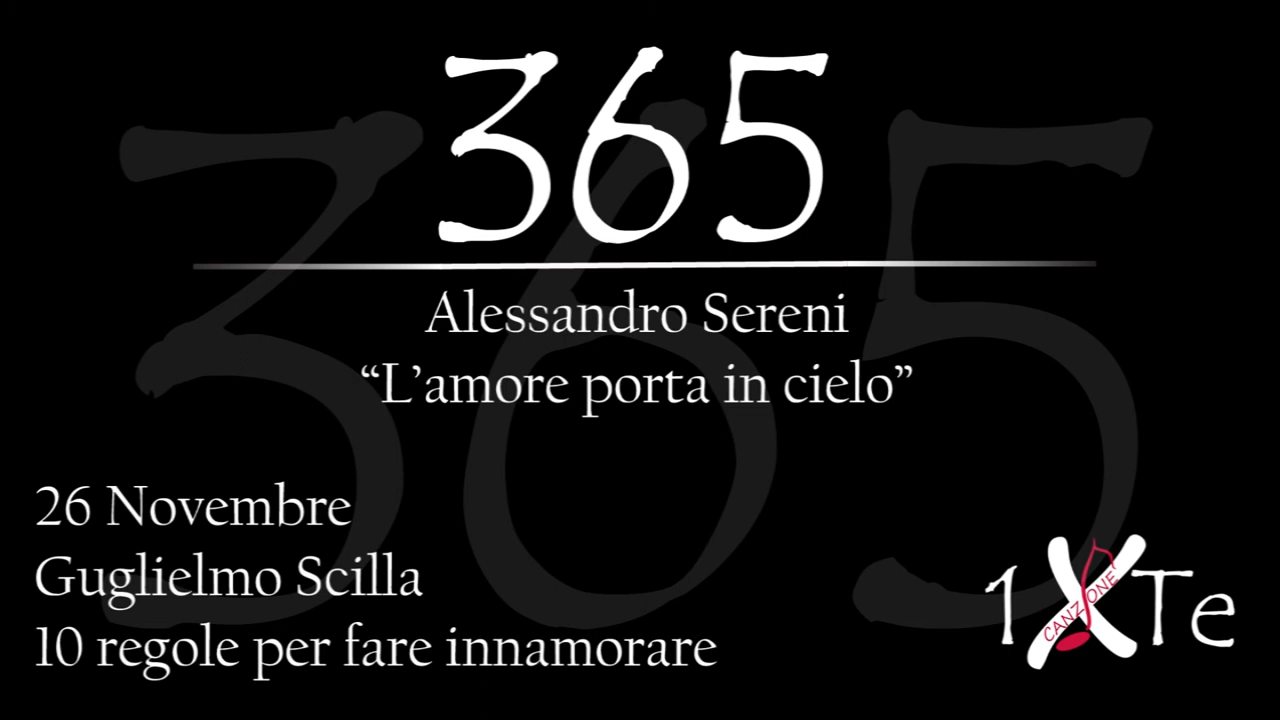 365
Alessandro Sereni
“L’amore porta in cielo”
26 Novembre
Guglielmo Scilla
10 regole per fare innamorare
1XTe
CANZONE